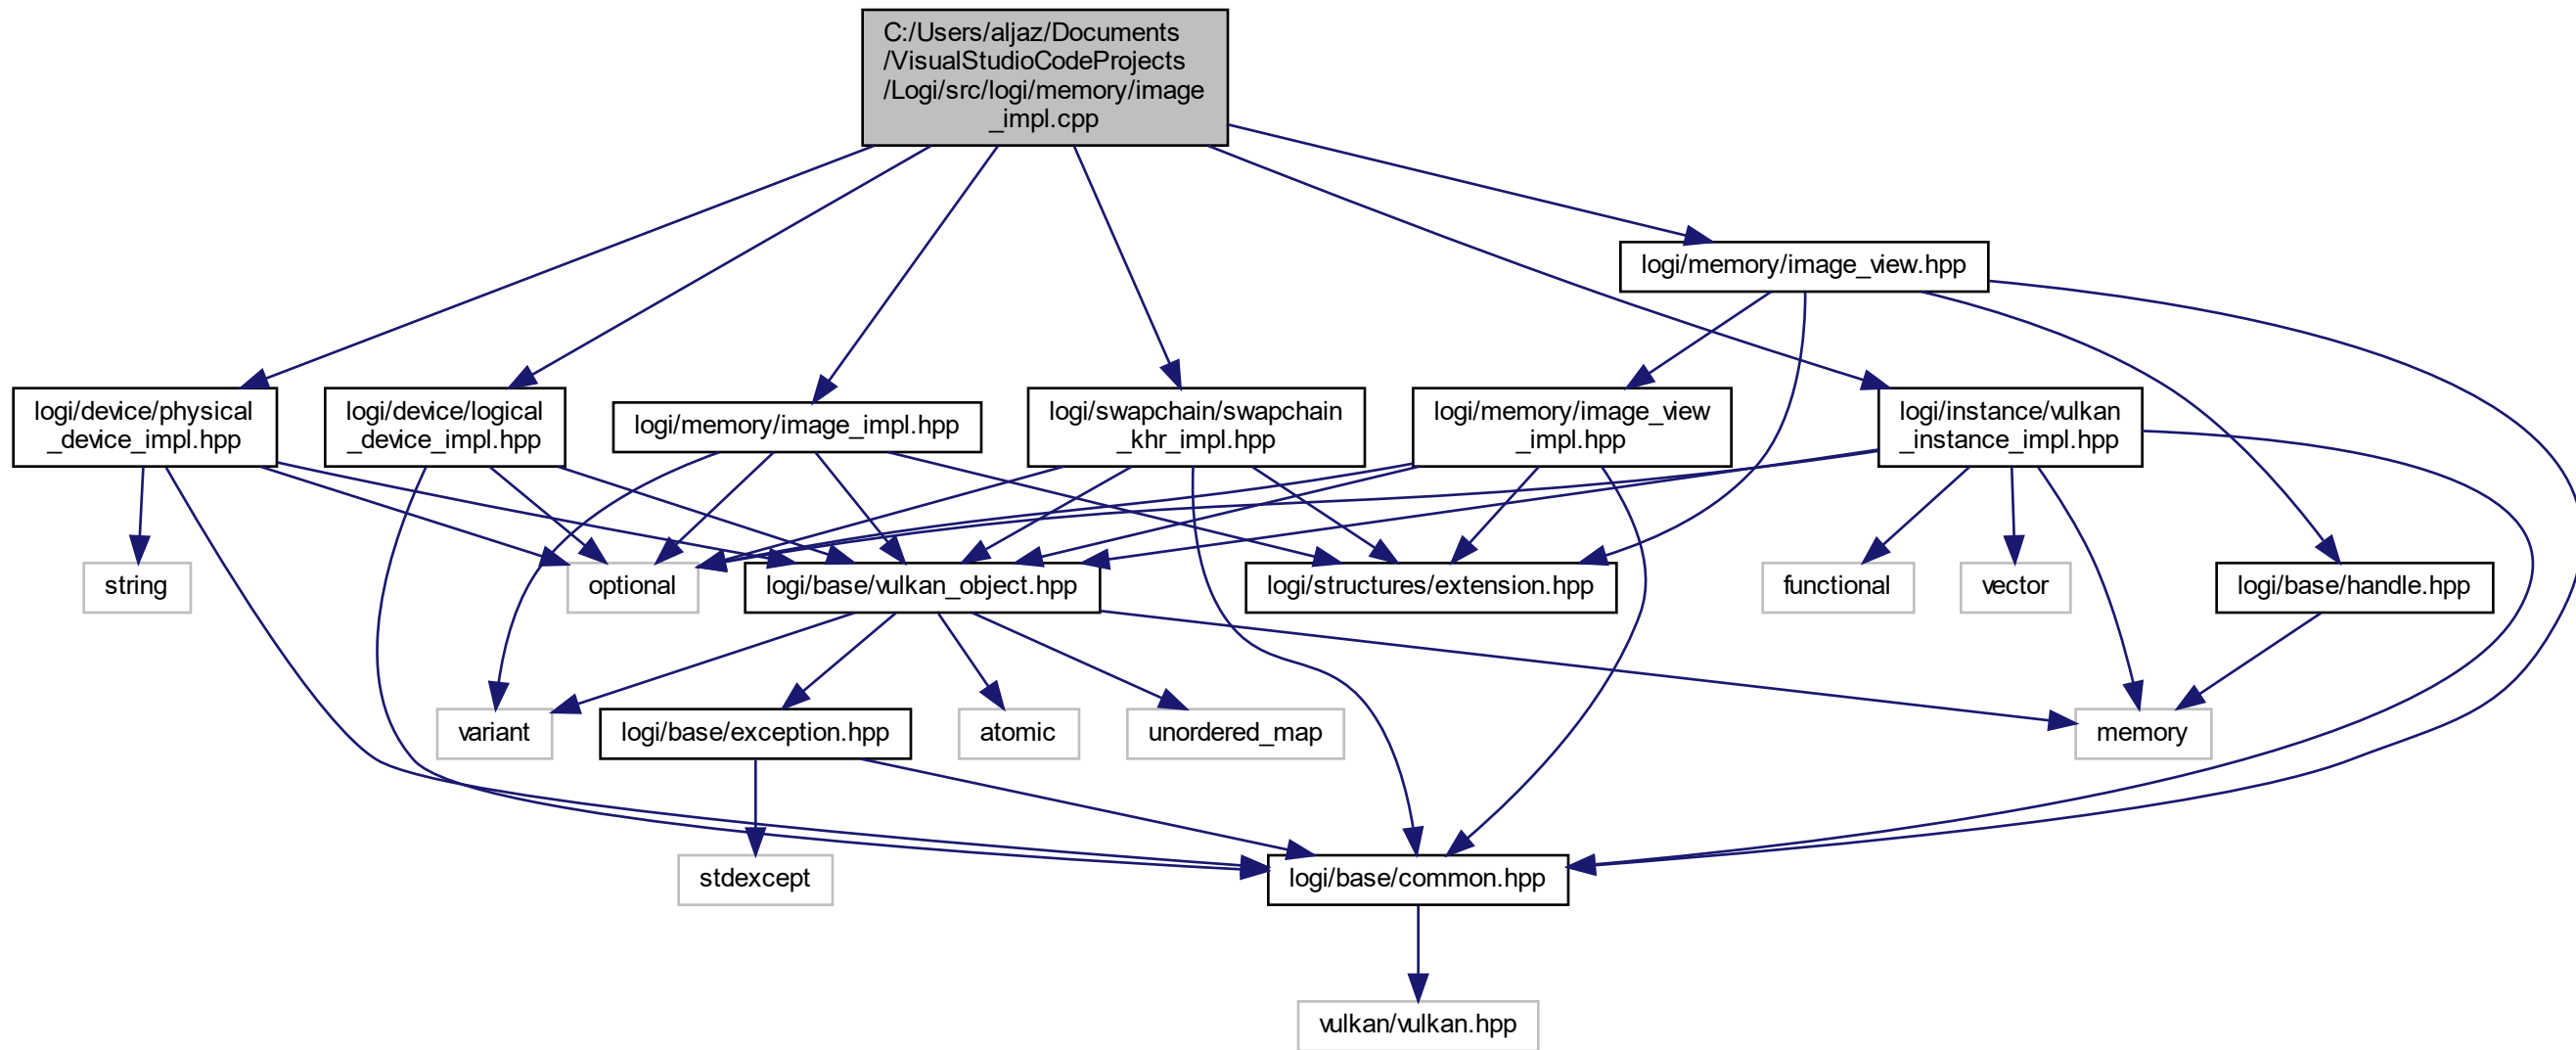 C:/Users/aljaz/Documents
/VisualStudioCodeProjects
/Logi/src/logi/memory/image
_impl.cpp
logi/memory/image_view.hpp
logi/device/physical
_device_impl.hpp
logi/device/logical
_device_impl.hpp
logi/memory/image_impl.hpp
logi/swapchain/swapchain
_khr_impl.hpp
logi/memory/image_view
_impl.hpp
logi/instance/vulkan
_instance_impl.hpp
string
optional
logi/base/vulkan_object.hpp
logi/structures/extension.hpp
functional
vector
logi/base/handle.hpp
variant
logi/base/exception.hpp
atomic
unordered_map
memory
stdexcept
logi/base/common.hpp
vulkan/vulkan.hpp